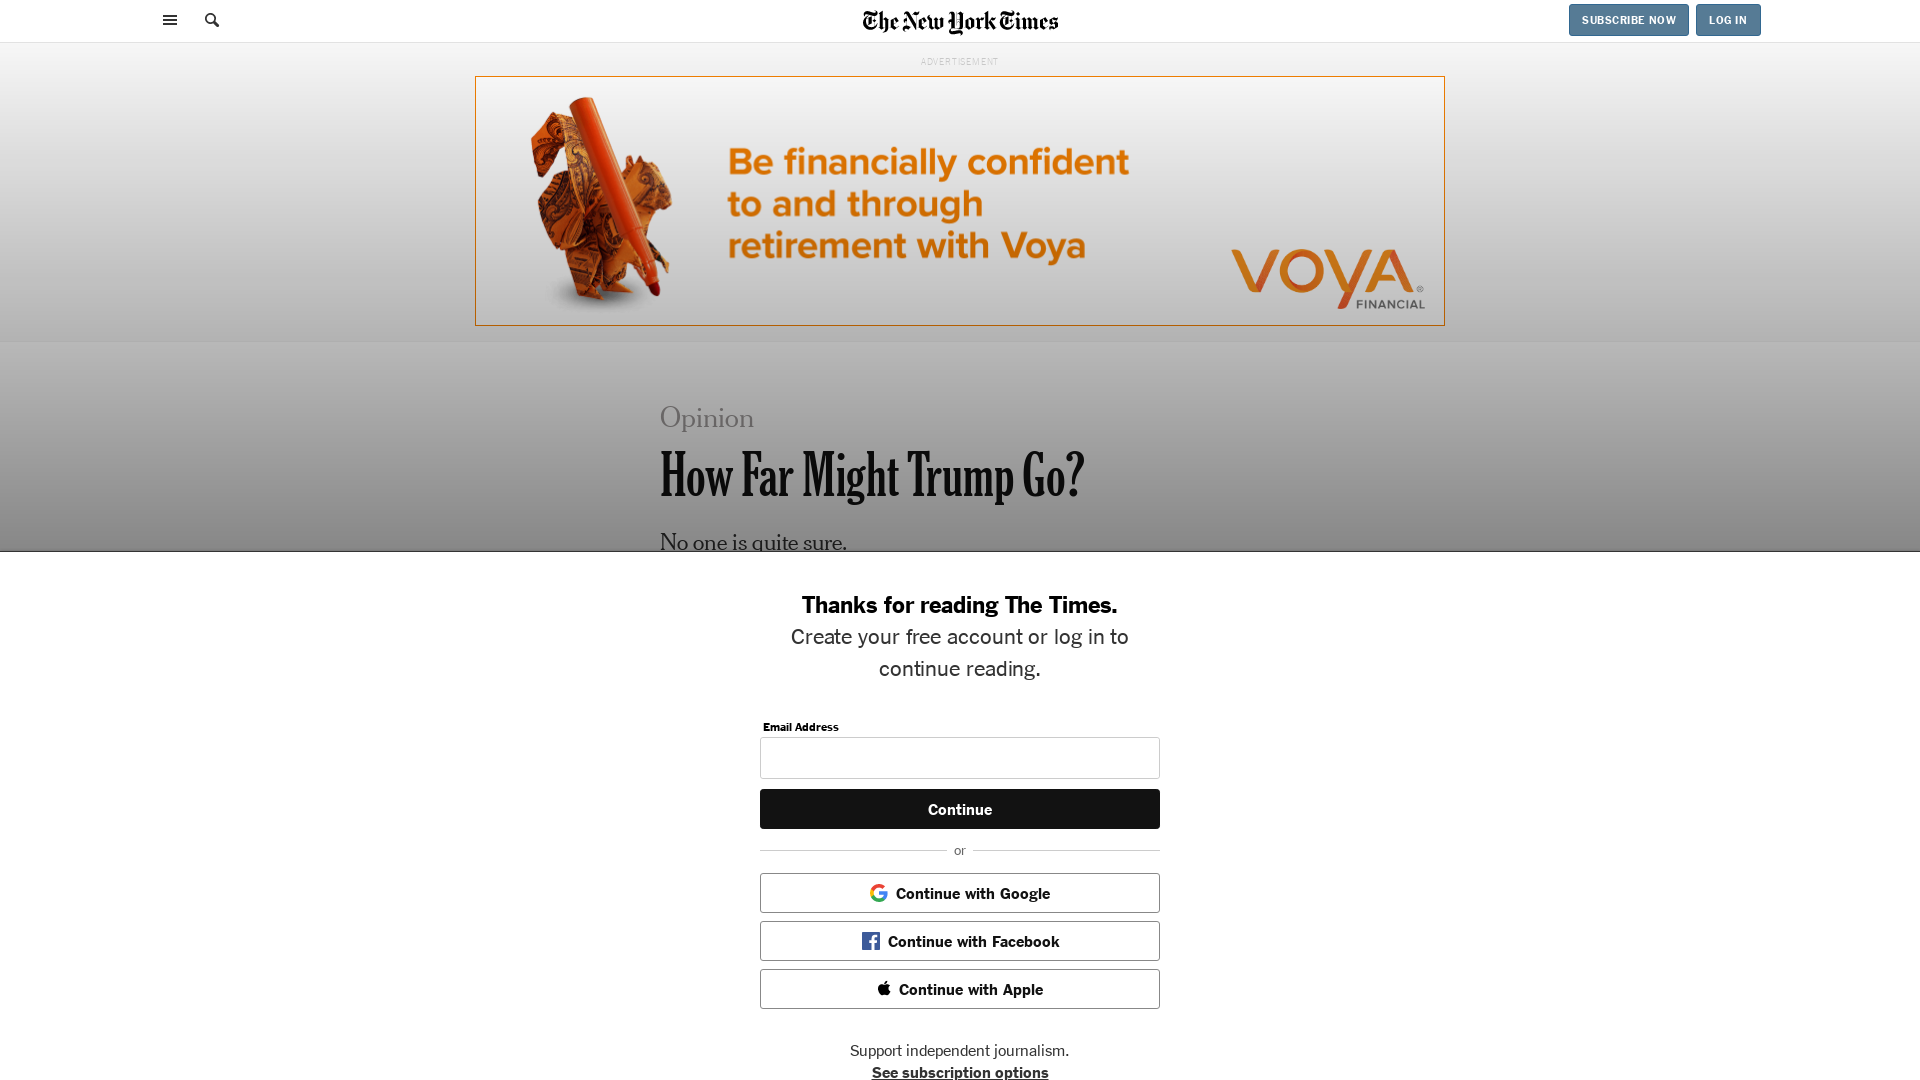 The New York Times
SUBSCRIBE NOW
LOG IN
ADVERTISEMENT
Be financially confident
to and through
retirement with Voya
VOYA®
FINANCIAL
Opinion
How Far Might Trump Go?
No one is quite sure.
Thanks for reading The Times.
Create your free account or log in to
continue reading.
Email Address
Continue
or
Continue with Google
Continue with Facebook
Continue with Apple
Support independent journalism.
See subscription options